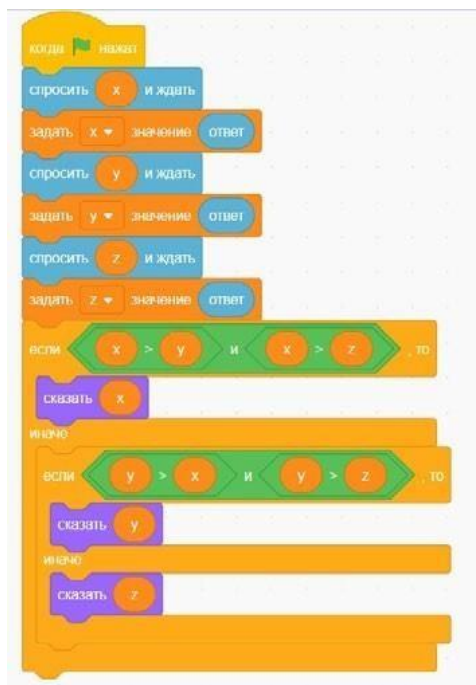 когда нажат
спросить x и ждать
задать x значение ответ
спросить y и ждать
задать y значение ответ
спросить z и ждать
задать z значение ответ
если x > y и x > z , то
сказать x
иначе
если y > x и y > z , то
сказать y
иначе
сказать z